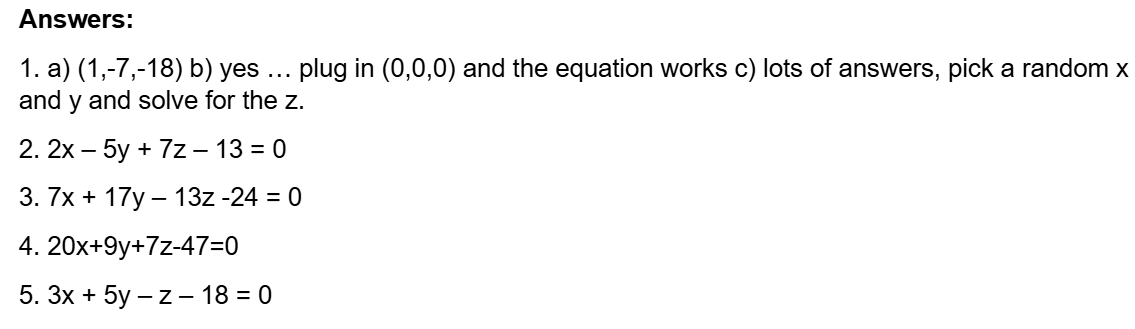 Answers:
1. a) (1,-7,-18) b) yes … plug in (0,0,0) and the equation works c) lots of answers, pick a random x
and y and solve for the z.
2. 2x – 5y + 7z – 13 = 0
3. 7x + 17y – 13z -24 = 0
4. 20x+9y+7z-47=0
5. 3x + 5y – z – 18 = 0